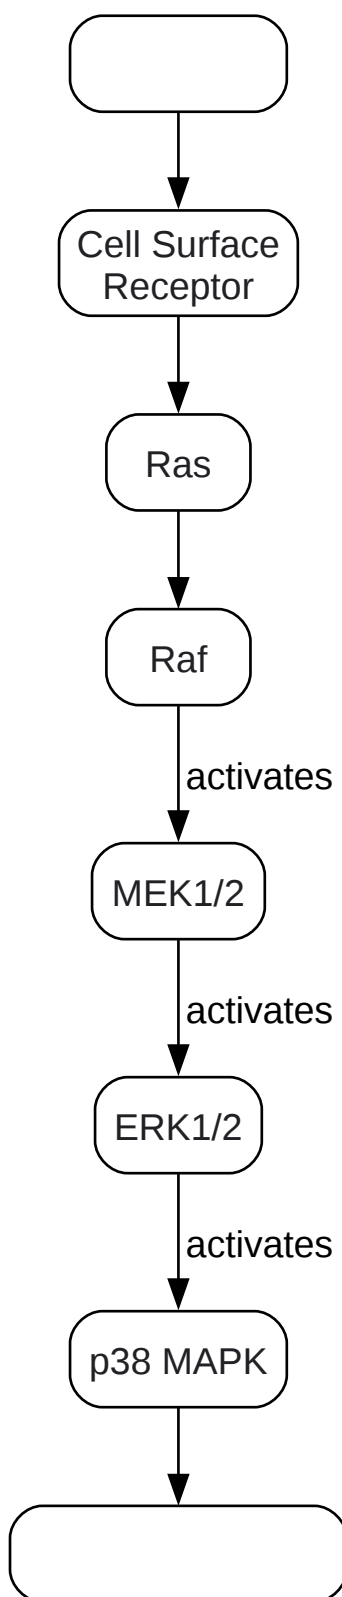 Cell Surface
Receptor
Ras
Raf
activates
MEK1/2
activates
ERK1/2
activates
p38 MAPK